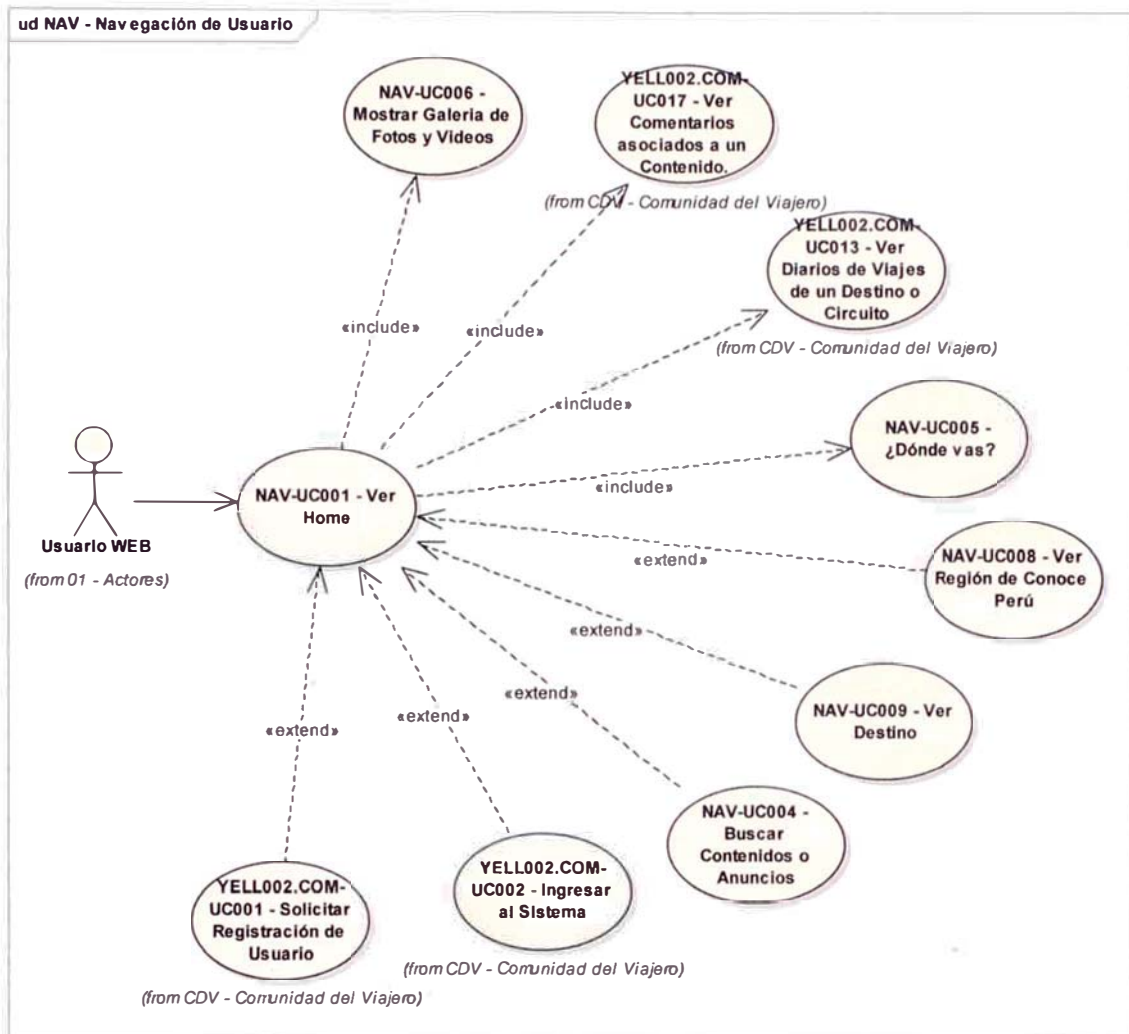 ud NAV - Navegación de Usuario
NAV-UC006 -
Mostrar Galeria de
Fotos y Videos
YELL002.COM-
UC017 - Ver
Comentarios
asociados a un
Contenido.
(from CDV - Comunidad del Viajero)
YELL002.COM-
UC013 - Ver
Diarios de Viajes
de un Destino o
Circuito
(from CDV - Comunidad del Viajero)
«include»
«include»
«include»
NAV-UC005 -
¿Dónde vas?
«include»
NAV-UC001 - Ver
Home
Usuario WEB
(from 01 - Actores)
NAV-UC008 - Ver
Región de Conoce
Perú
«extend»
«extend»
NAV-UC009 - Ver
Destino
«extend»
«extend»
«extend»
NAV-UC004 -
Buscar
Contenidos o
Anuncios
YELL002.COM-
UC002 - Ingresar
al Sistema
(from CDV - Comunidad del Viajero)
YELL002.COM-
UC001 - Solicitar
Registración de
Usuario
(from CDV - Comunidad del Viajero)